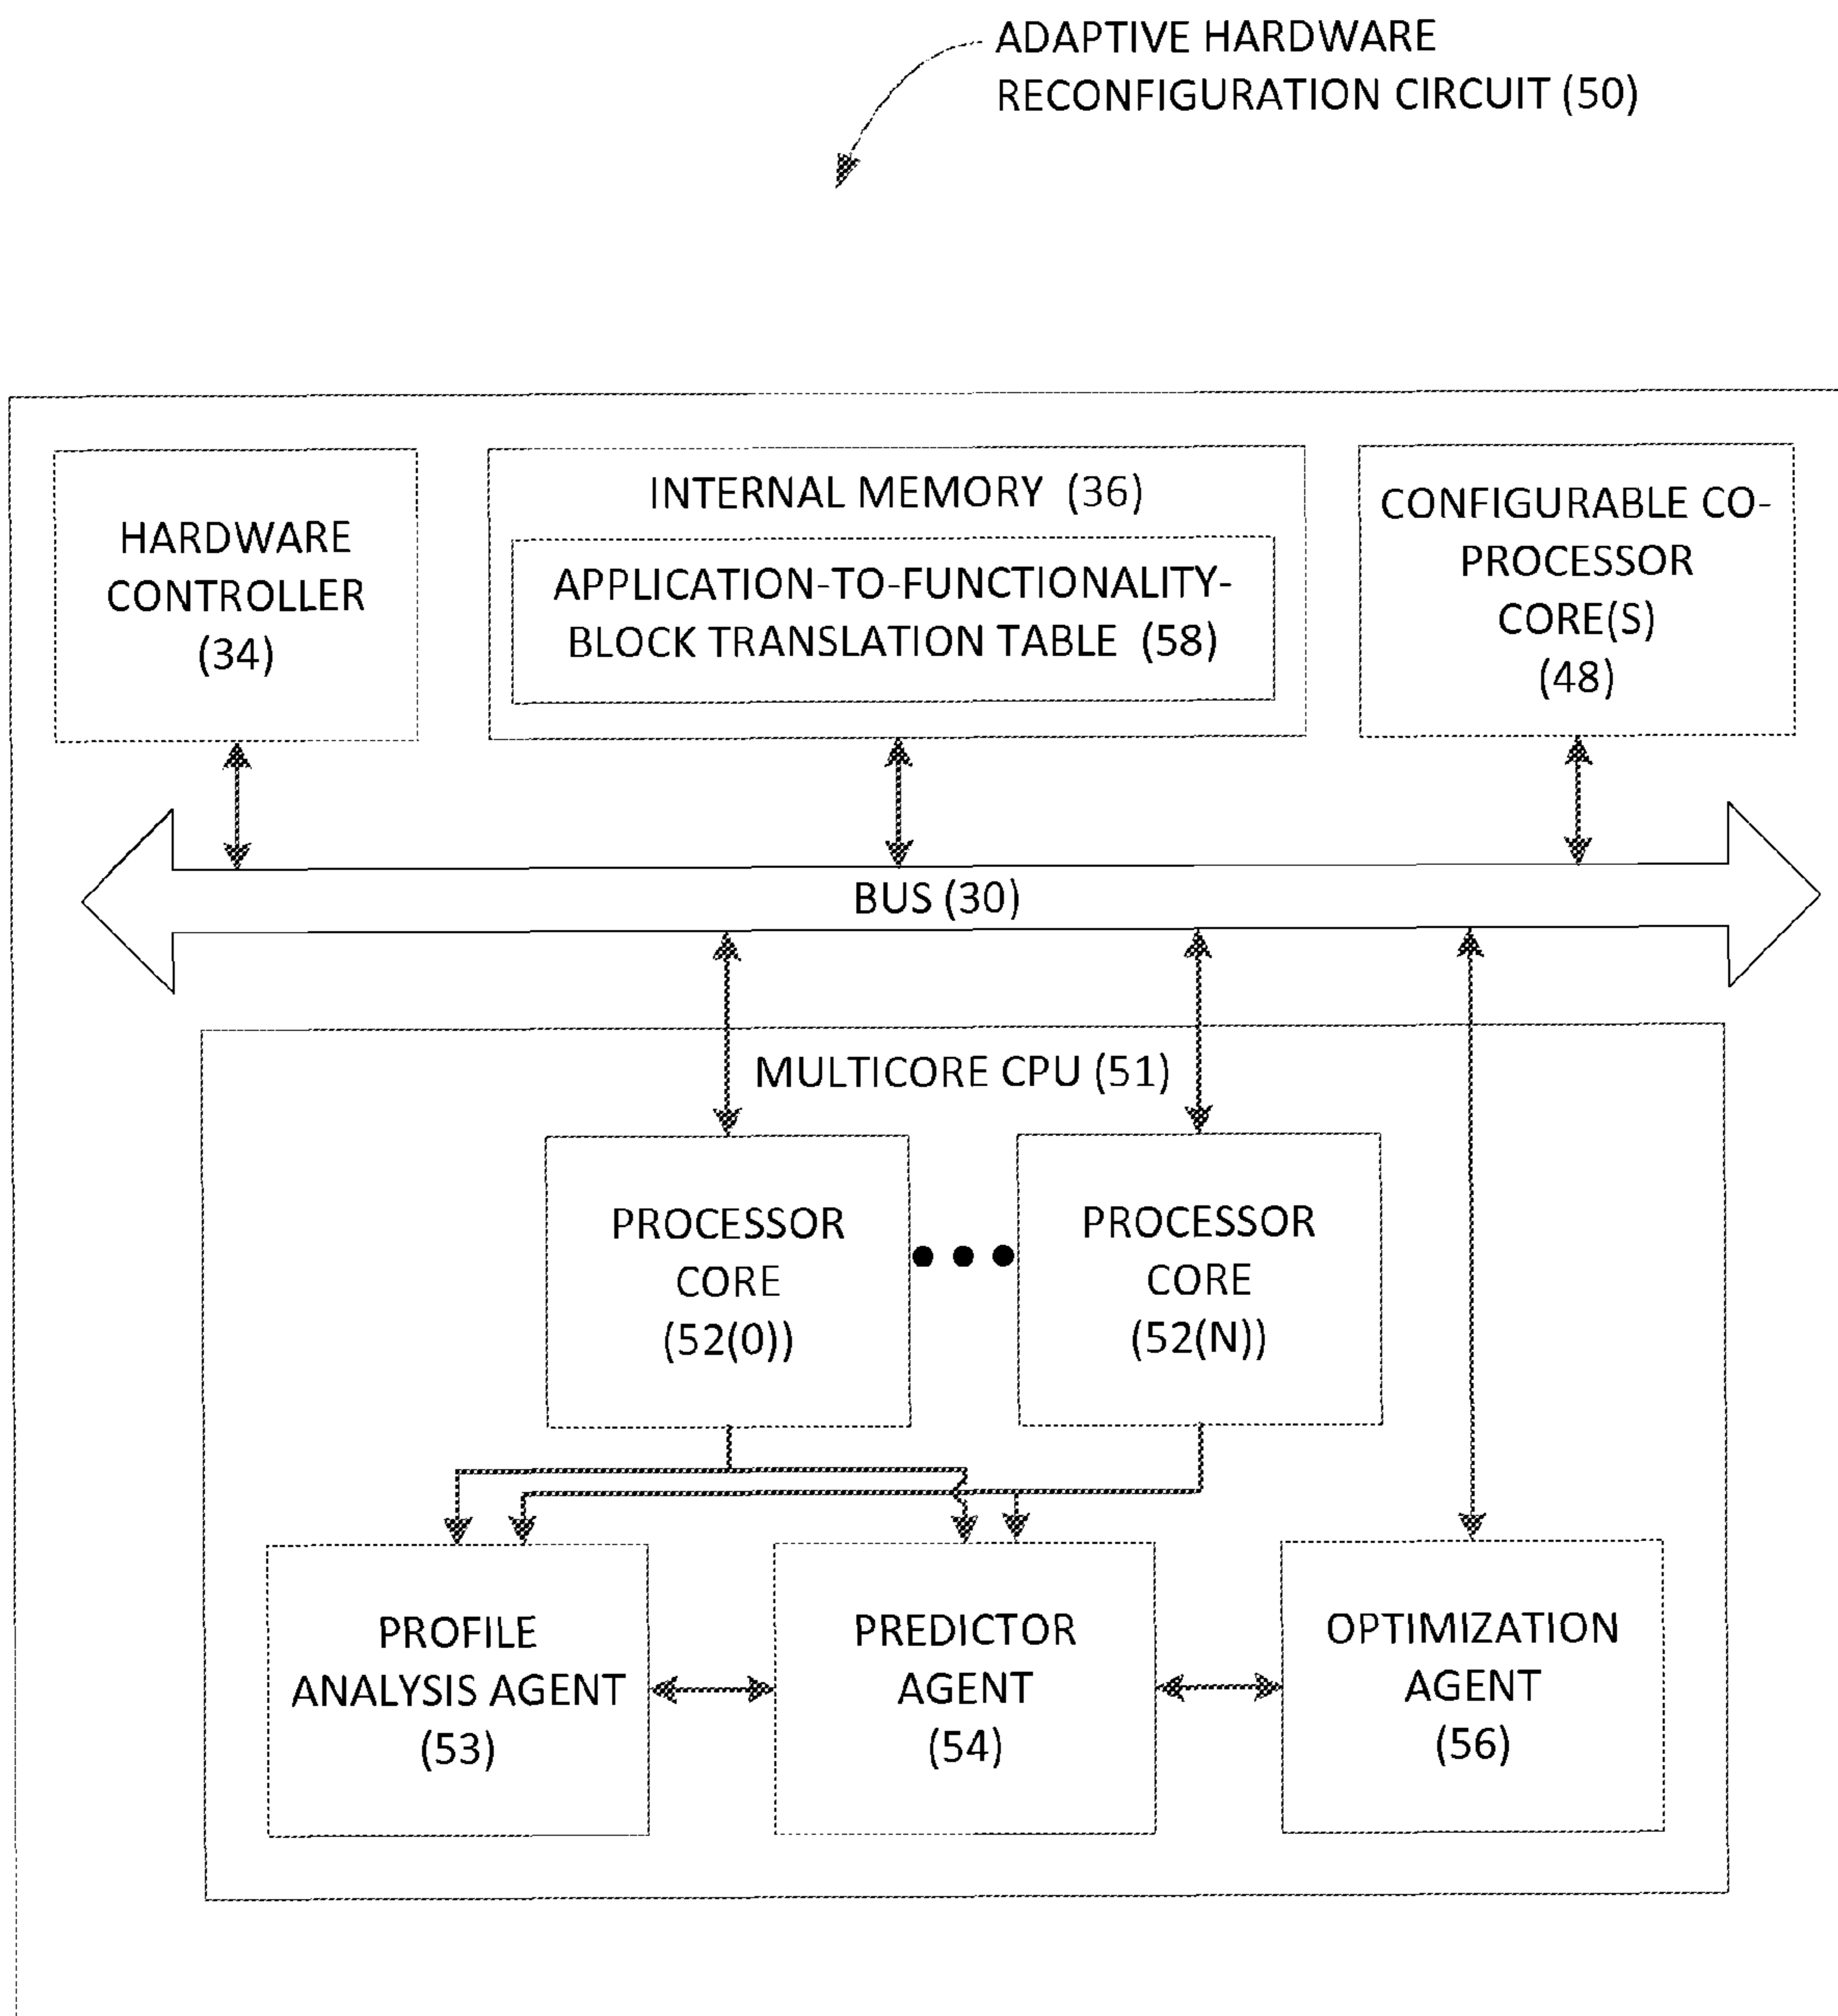 ADAPTIVE HARDWARE
RECONFIGURATION CIRCUIT (50)
HARDWARE
CONTROLLER
(34)
INTERNAL MEMORY (36)
APPLICATION-TO-FUNCTIONALITY-
BLOCK TRANSLATION TABLE (58)
CONFIGURABLE CO-
PROCESSOR
CORE(S)
(48)
BUS (30)
MULTICORE CPU (51)
PROCESSOR
CORE
(52(0))
PROCESSOR
CORE
(52(N))
PROFILE
ANALYSIS AGENT
(53)
PREDICTOR
AGENT
(54)
OPTIMIZATION
AGENT
(56)